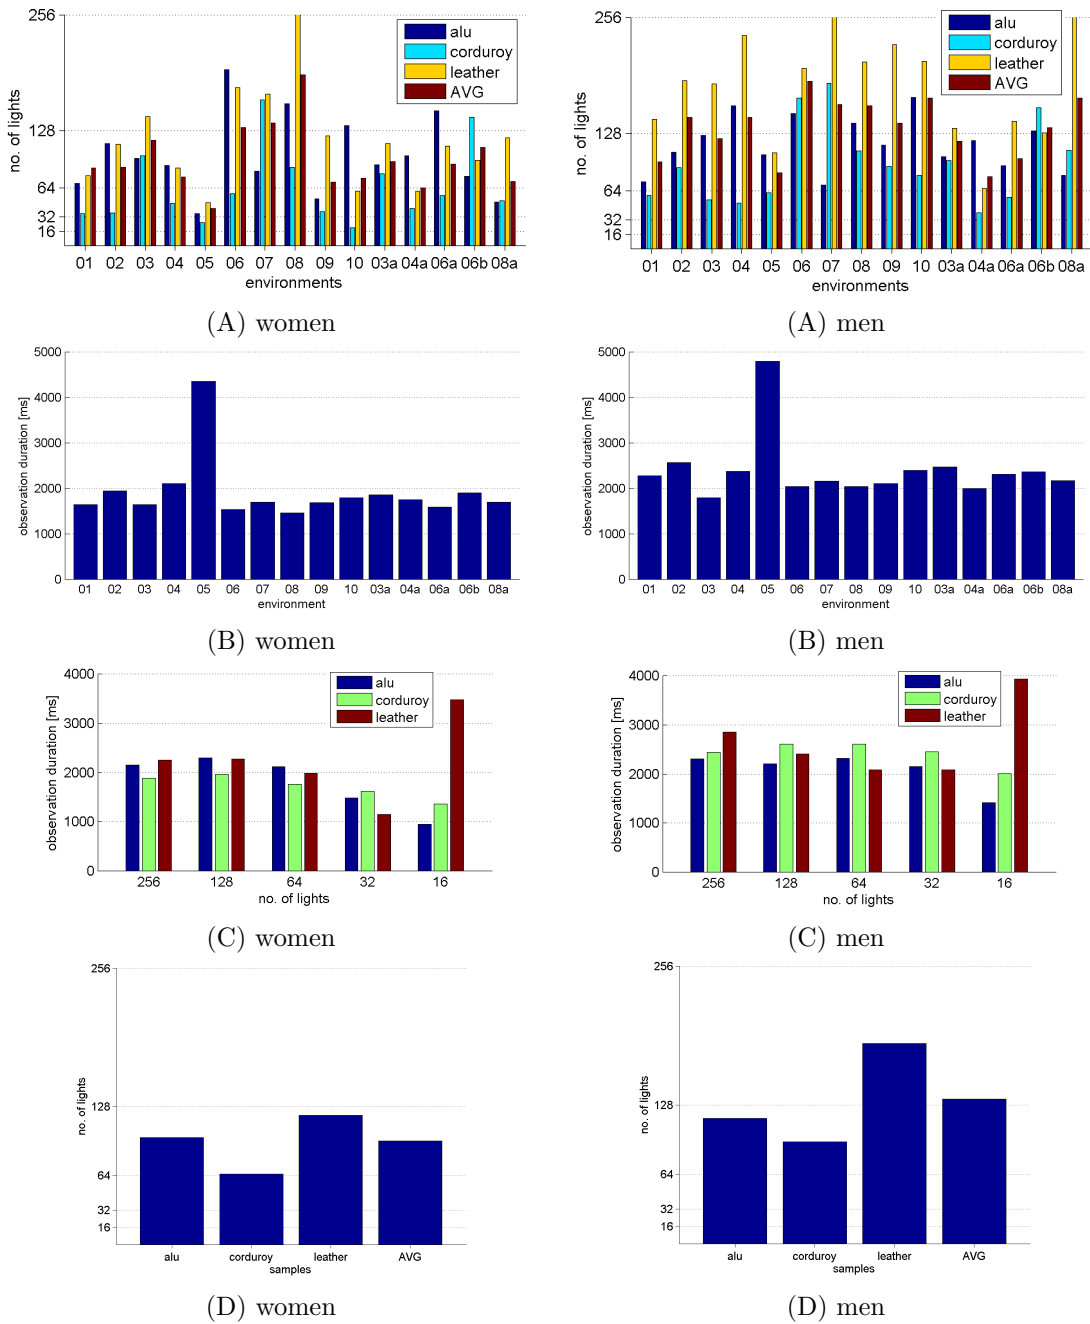 256
128
64
32
16
no. of lights
alu
corduroy
leather
AVG
01 02 03 04 05 06 07 08 09 10 03a 04a 06a 06b 08a
environments
(A) women
256
128
64
32
16
no. of lights
alu
corduroy
leather
AVG
01 02 03 04 05 06 07 08 09 10 03a 04a 06a 06b 08a
environments
(A) men
5000
4000
3000
2000
1000
0
observation duration [ms]
01 02 03 04 05 06 07 08 09 10 03a 04a 06a 06b 08a
environment
(B) women
5000
4000
3000
2000
1000
0
observation duration [ms]
01 02 03 04 05 06 07 08 09 10 03a 04a 06a 06b 08a
environment
(B) men
4000
3000
2000
1000
0
observation duration [ms]
alu
corduroy
leather
256 128 64 32 16
no. of lights
(C) women
4000
3000
2000
1000
0
observation duration [ms]
alu
corduroy
leather
256 128 64 32 16
no. of lights
(C) men
256
128
64
32
16
no. of lights
alu corduroy leather AVG
samples
(D) women
256
128
64
32
16
no. of lights
alu corduroy leather AVG
samples
(D) men